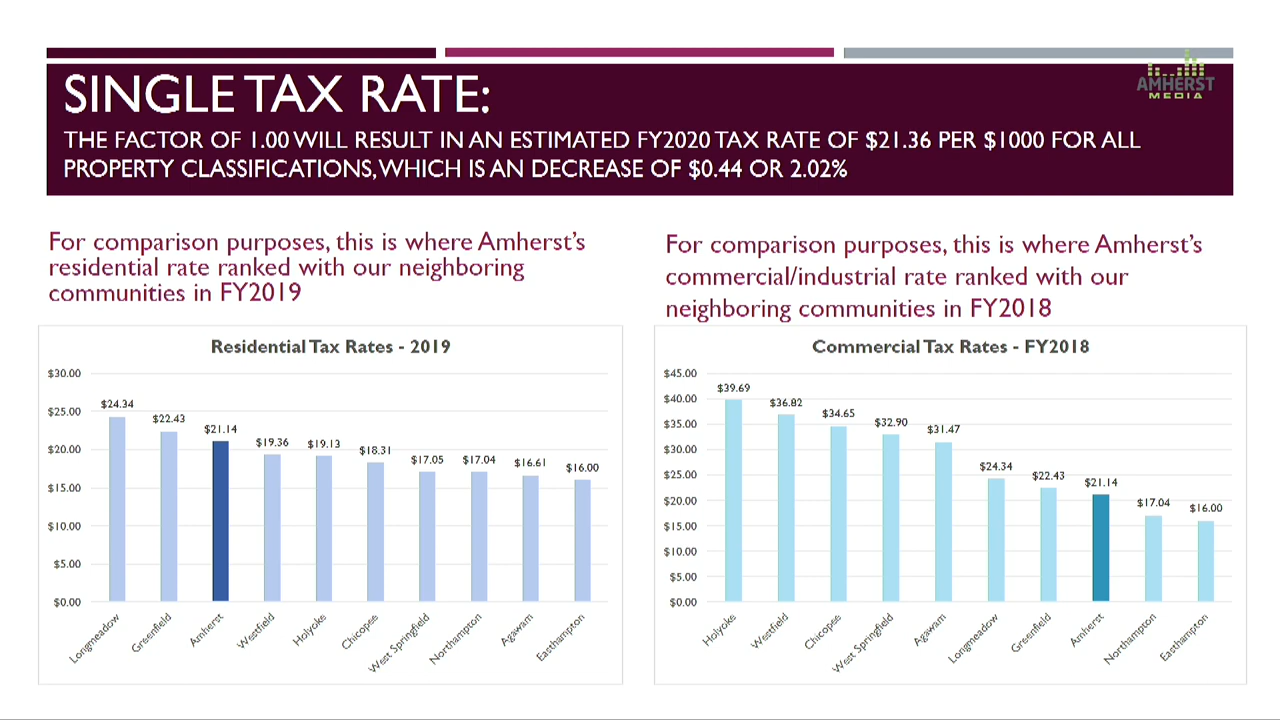 SINGLE TAX RATE:
AMHERST
MEDIA
THE FACTOR OF 1.00 WILL RESULT IN AN ESTIMATED FY2020 TAX RATE OF $21.36 PER $1000 FOR ALL
PROPERTY CLASSIFICATIONS, WHICH IS AN DECREASE OF $0.44 OR 2.02%
For comparison purposes, this is where Amherst's
residential rate ranked with our neighboring
communities in FY2019
Residential Tax Rates - 2019
$30.00
$25.00
$20.00
$15.00
$10.00
$5.00
$0.00
$24.34
$22.43
$21.14
$19.36
$19.13
$18.31
$17.05
$17.04
$16.61
$16.00
Longmeadow
Greenfield
Amherst
Westfield
Holyoke
Chicopee
West Springfield
Northampton
Agawam
Easthampton
For comparison purposes, this is where Amherst's
commercial/industrial rate ranked with our
neighboring communities in FY2018
Commercial Tax Rates - FY2018
$45.00
$40.00
$35.00
$30.00
$25.00
$20.00
$15.00
$10.00
$5.00
$0.00
$39.69
$36.82
$34.65
$32.90
$31.47
$24.34
$22.43
$21.14
$17.04
$16.00
Holyoke
Westfield
Chicopee
West Springfield
Agawam
Longmeadow
Greenfield
Amherst
Northampton
Easthampton